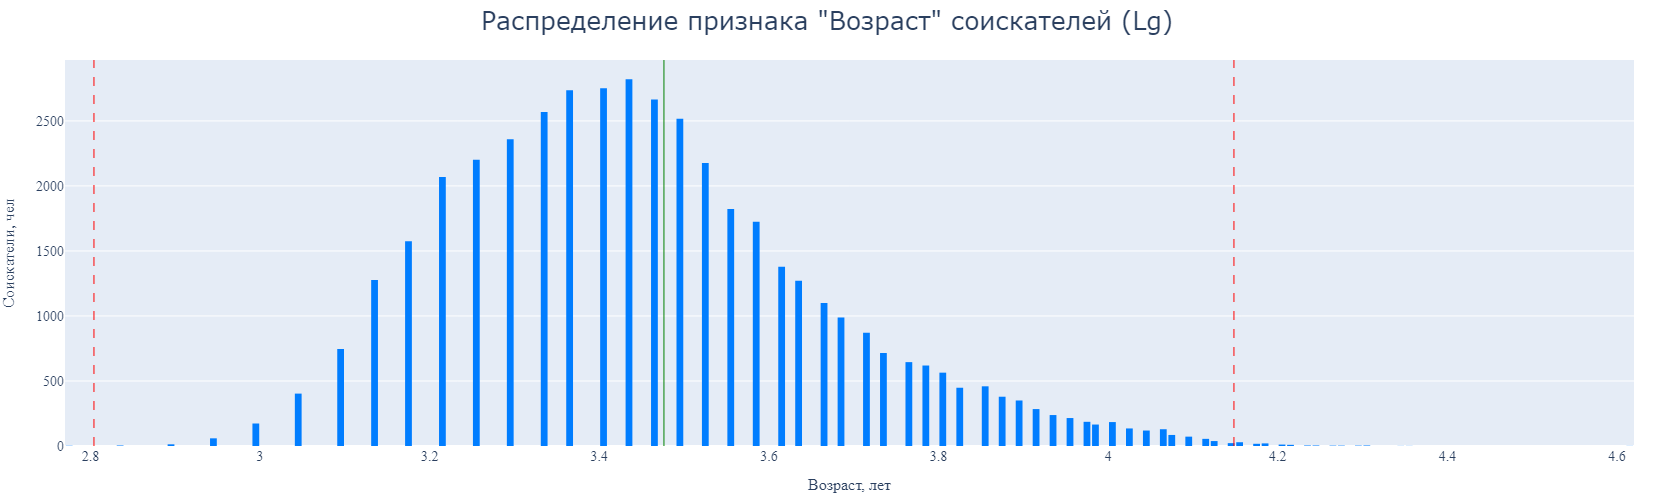 Распределение признака "Возраст" соискателей (Lg)
Соискатели, чел
2500
2000
1500
1000
500
0
2.8 3 3.2 3.4 3.6 3.8 4 4.2 4.4 4.6
Возраст, лет